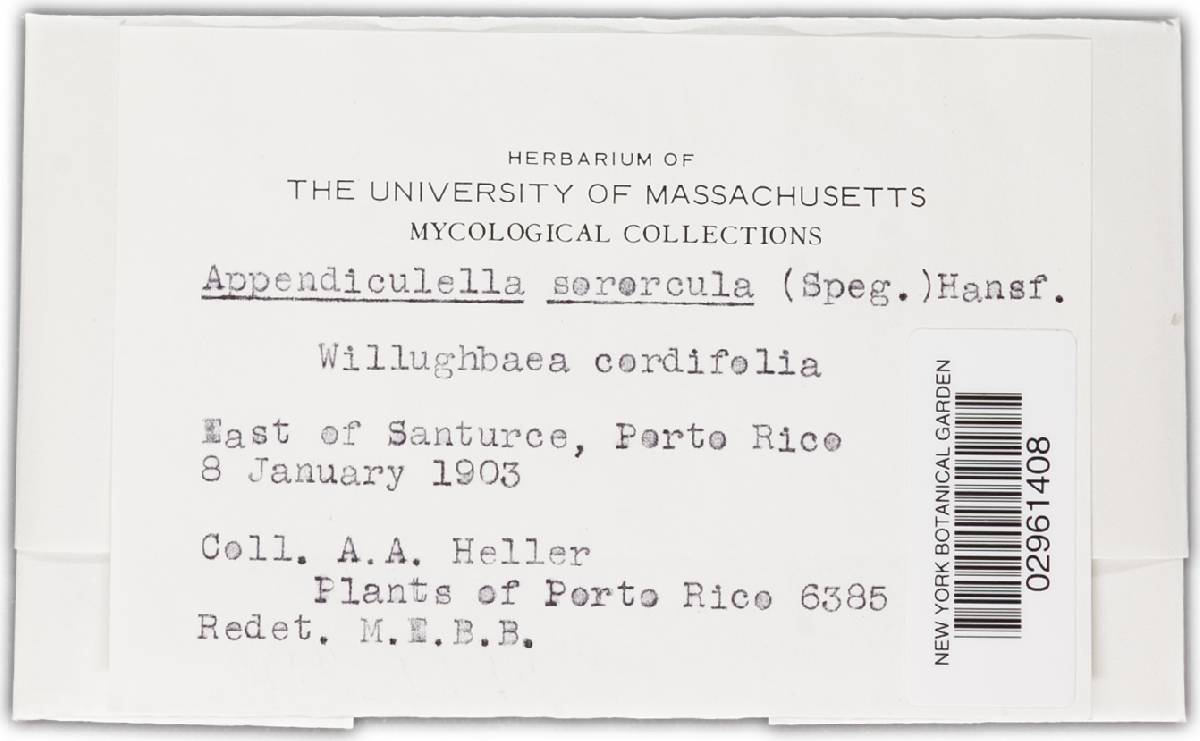 HERBARIUM OF
THE UNIVERSITY OF MASSACHUSETTS
MYCOLOGICAL COLLECTIONS
Appendiculella sororcula (Speg.)Hansf.
Willughbaea cordifolia
East of Santurce, Porto Rico
8 January 1903
Coll. A.A. Heller
Plants of Porto Rico 6385
Redet. M.E.B.B.
NEW YORK BOTANICAL GARDEN
02961408